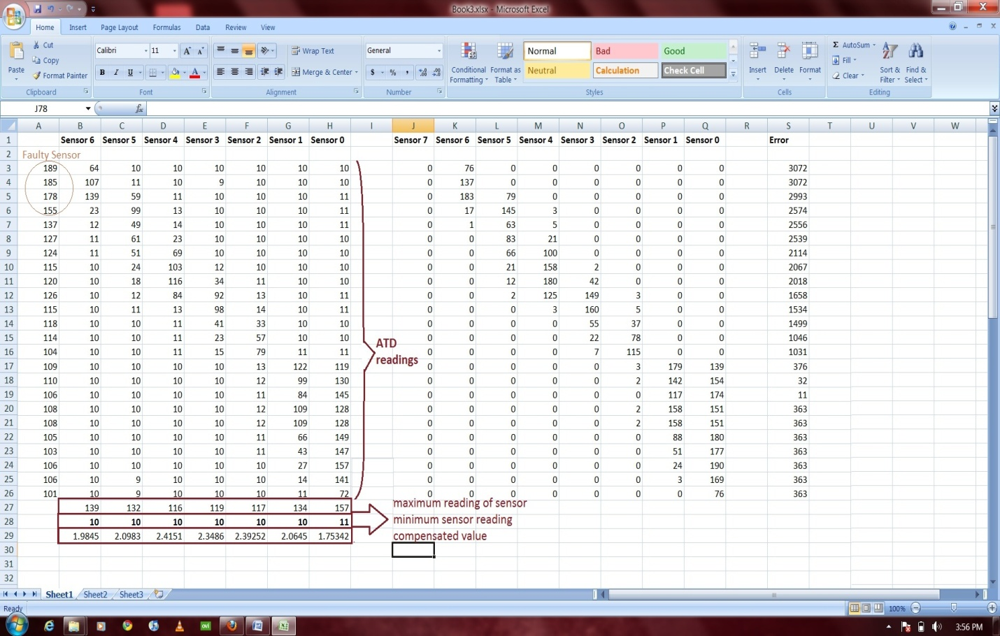 Book3.xlsx - Microsoft Excel
Home Insert Page Layout Formulas Data Review View
Paste Cut Copy Format Painter Clipboard
Calibri 11 A A B I U A Font
Wrap Text Merge & Center Alignment
General $ % , Number
Conditional Formatting Format as Table Normal Bad Good Neutral Calculation Check Cell Styles
Insert Delete Format Cells
Σ AutoSum Fill Clear Sort & Filter Find & Select Editing
J78 fx
A B C D E F G H I J K L M N O P Q R S T U V W
1 Sensor 6 Sensor 5 Sensor 4 Sensor 3 Sensor 2 Sensor 1 Sensor 0 Sensor 7 Sensor 6 Sensor 5 Sensor 4 Sensor 3 Sensor 2 Sensor 1 Sensor 0 Error
2 Faulty Sensor
3 189 64 10 10 10 10 10 10 0 76 0 0 0 0 0 0 3072
4 185 107 11 10 9 10 10 10 0 137 0 0 0 0 0 0 3072
5 178 139 59 11 10 10 10 11 0 183 79 0 0 0 0 0 2993
6 155 23 99 13 10 10 10 11 0 17 145 3 0 0 0 0 2574
7 137 12 49 14 10 10 10 11 0 1 63 5 0 0 0 0 2556
8 127 11 61 23 10 10 10 10 0 0 83 21 0 0 0 0 2539
9 124 11 51 69 10 10 10 10 0 0 66 100 0 0 0 0 2114
10 115 10 24 103 12 10 10 10 0 0 21 158 2 0 0 0 2067
11 120 10 18 116 34 11 10 10 0 0 12 180 42 0 0 0 2018
12 126 10 12 84 92 13 10 11 0 0 2 125 149 3 0 0 1658
13 115 10 11 13 98 14 10 11 0 0 0 3 160 5 0 0 1534
14 118 10 10 11 41 33 10 10 0 0 0 0 55 37 0 0 1499
15 114 10 10 11 23 57 10 10 ATD 0 0 0 0 22 78 0 0 1046
16 104 10 10 11 15 79 11 11 readings 0 0 0 0 7 115 0 0 1031
17 109 10 10 10 10 13 122 119 0 0 0 0 0 3 179 139 376
18 110 10 10 10 10 12 99 130 0 0 0 0 0 2 142 154 32
19 106 10 10 10 10 11 84 145 0 0 0 0 0 0 117 174 11
20 108 10 10 10 10 12 109 128 0 0 0 0 0 2 158 151 363
21 108 10 10 10 10 12 109 128 0 0 0 0 0 2 158 151 363
22 105 10 10 10 10 11 66 149 0 0 0 0 0 0 88 180 363
23 103 10 10 10 10 11 43 147 0 0 0 0 0 0 51 177 363
24 106 10 10 10 10 10 27 157 0 0 0 0 0 0 24 190 363
25 106 10 9 10 10 10 14 141 0 0 0 0 0 0 3 169 363
26 101 10 9 10 10 10 11 72 0 0 0 0 0 0 0 76 363
27 139 132 116 119 117 134 157 maximum reading of sensor
28 10 10 10 10 10 10 11 minimum sensor reading
29 1.9845 2.0983 2.4151 2.3486 2.39252 2.0645 1.75342 compensated value
30
31
32
Sheet1 Sheet2 Sheet3
Ready 100%
ovi 3:56 PM